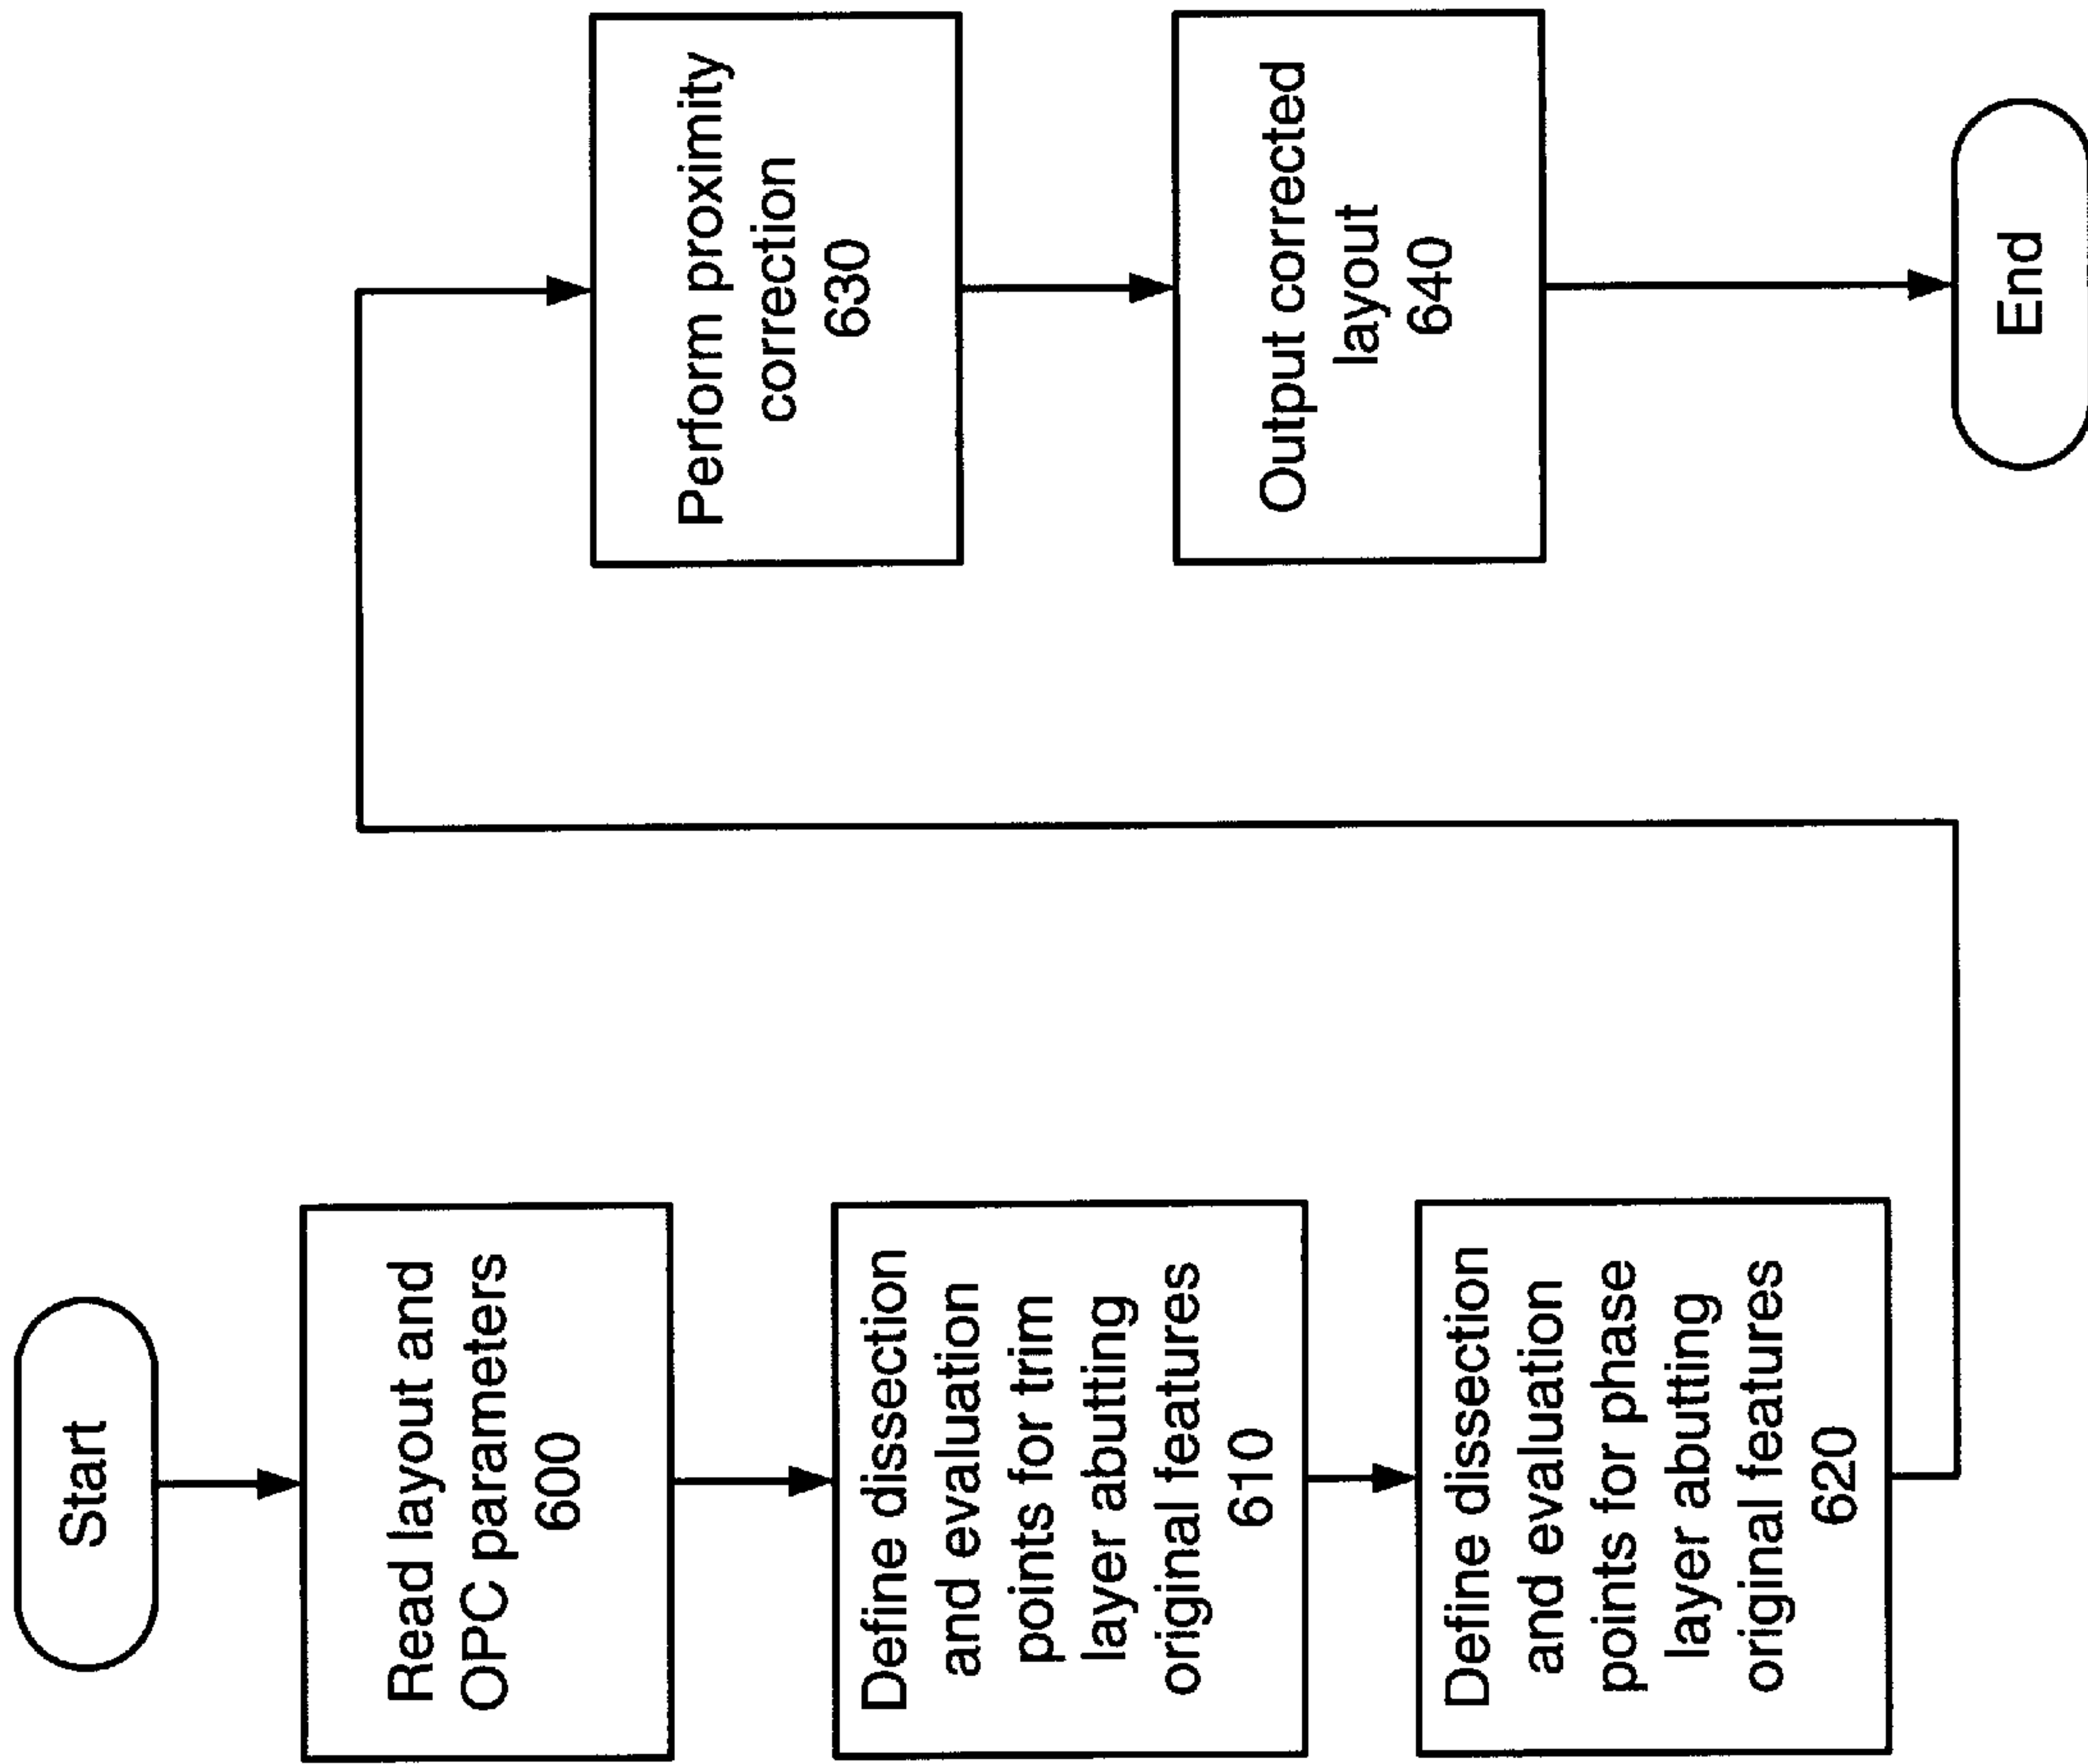 Start
Read layout and
OPC parameters
600
Define dissection
and evaluation
points for trim
layer abutting
original features
610
Define dissection
and evaluation
points for phase
layer abutting
original features
620
Perform proximity
correction
630
Output corrected
layout
640
End